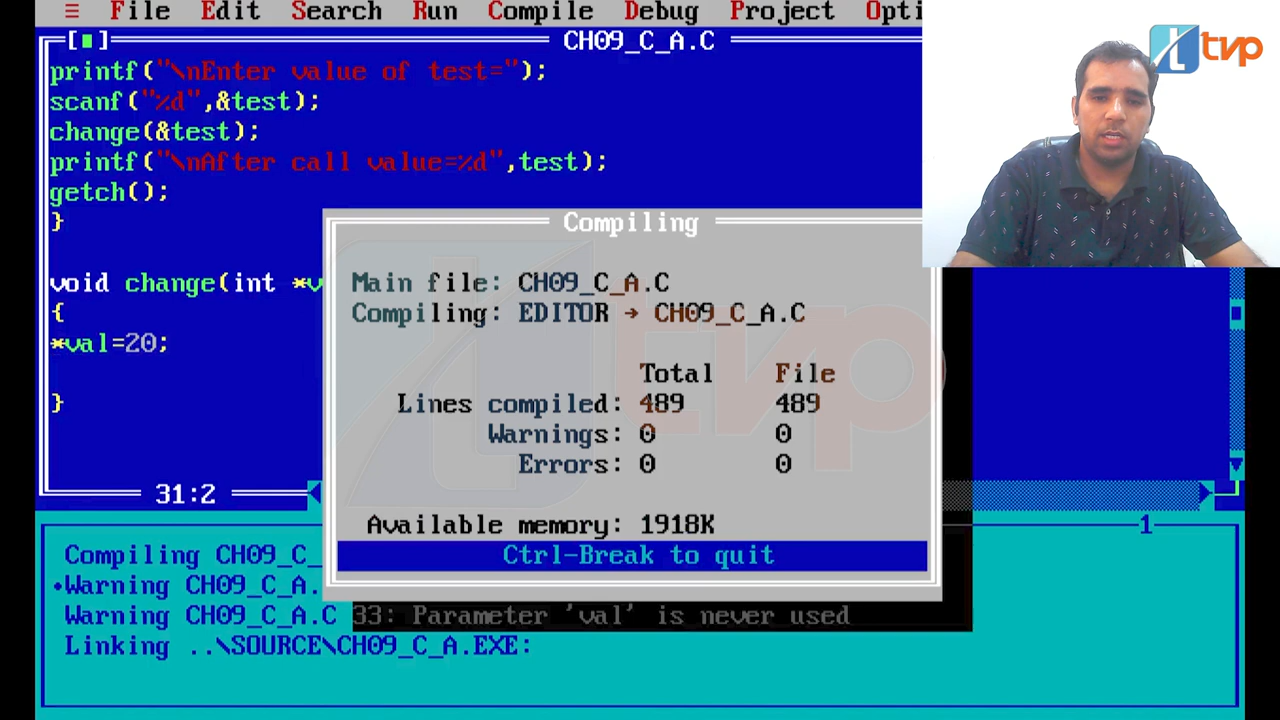 ≡ File Edit Search Run Compile Debug Project Opti
[■] CH09_C_A.C
printf("\nEnter value of test=");
scanf("%d",&test);
change(&test);
printf("\nAfter call value=%d",test);
getch();
}
void change(int *v
{
*val=20;
}
31:2
Compiling
Main file: CH09_C_A.C
Compiling: EDITOR → CH09_C_A.C
Total File
Lines compiled: 489 489
Warnings: 0 0
Errors: 0 0
Available memory: 1918K
Ctrl-Break to quit
1
Compiling CH09_C_
•Warning CH09_C_A.
Warning CH09_C_A.C 33: Parameter 'val' is never used
Linking ..\SOURCE\CH09_C_A.EXE:
tvp
tvp